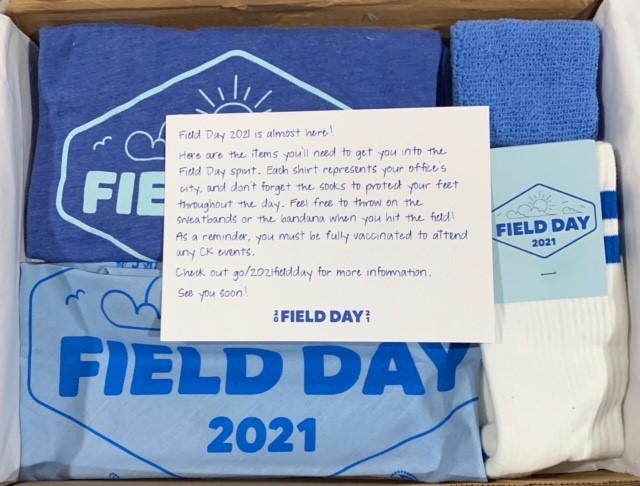 FIE
Field Day 2021 is almost here!
Here are the items you'll need to get you into the
Field Day spirit. Each shirt represents your office's
city, and don't forget the socks to protect your feet
throughout the day. Feel free to throw on the
sweatbands or the bandana when you hit the field!
As a reminder, you must be fully vaccinated to attend
any CK events.
Check out go/2021fieldday for more information.
See you soon!
20 FIELD DAY 21
FIELD DAY
2021
FIELD DAY
2021